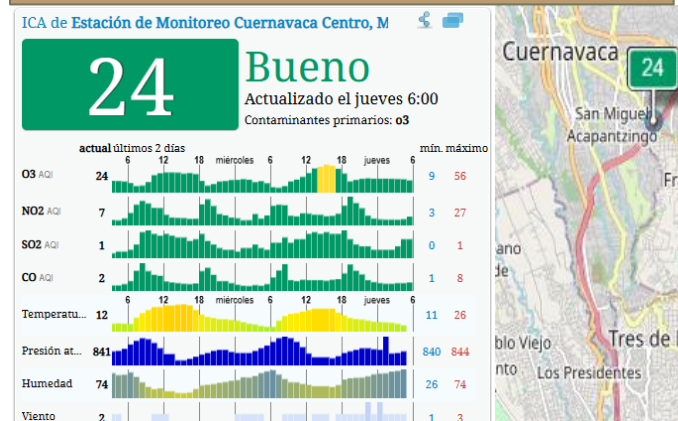 ICA de Estación de Monitoreo Cuernavaca Centro, M
24
Bueno
Actualizado el jueves 6:00
Contaminantes primarios: o3
actual últimos 2 días mín. máximo
6 12 18 miércoles 6 12 18 jueves 6
O3 AQI 24 9 56
NO2 AQI 7 3 27
SO2 AQI 1 0 1
CO AQI 2 1 8
6 12 18 miércoles 6 12 18 jueves 6
Temperatu... 12 11 26
Presión at... 841 840 844
Humedad 74 26 74
Viento 2 1 3
Cuernavaca
24
San Miguel
Acapantzingo
Fr
ano
de
blo Viejo
nto
Tres de
Los Presidentes